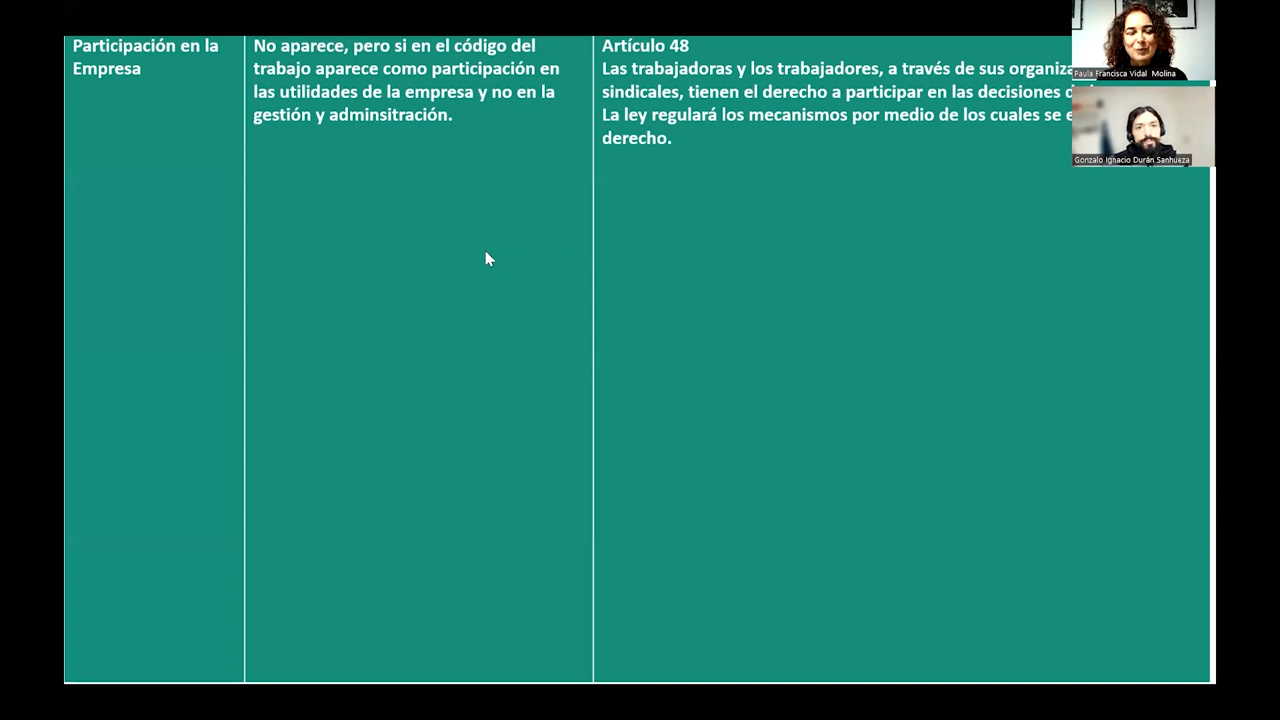 Participación en la
Empresa
No aparece, pero si en el código del
trabajo aparece como participación en
las utilidades de la empresa y no en la
gestión y adminsitración.
Artículo 48
Las trabajadoras y los trabajadores, a través de sus
sindicales, tienen el derecho a participar en las decisiones
La ley regulará los mecanismos por medio de los cuales se
derecho.
Paula Francisca Vidal Molina
Gonzalo Ignacio Durán Sanhueza